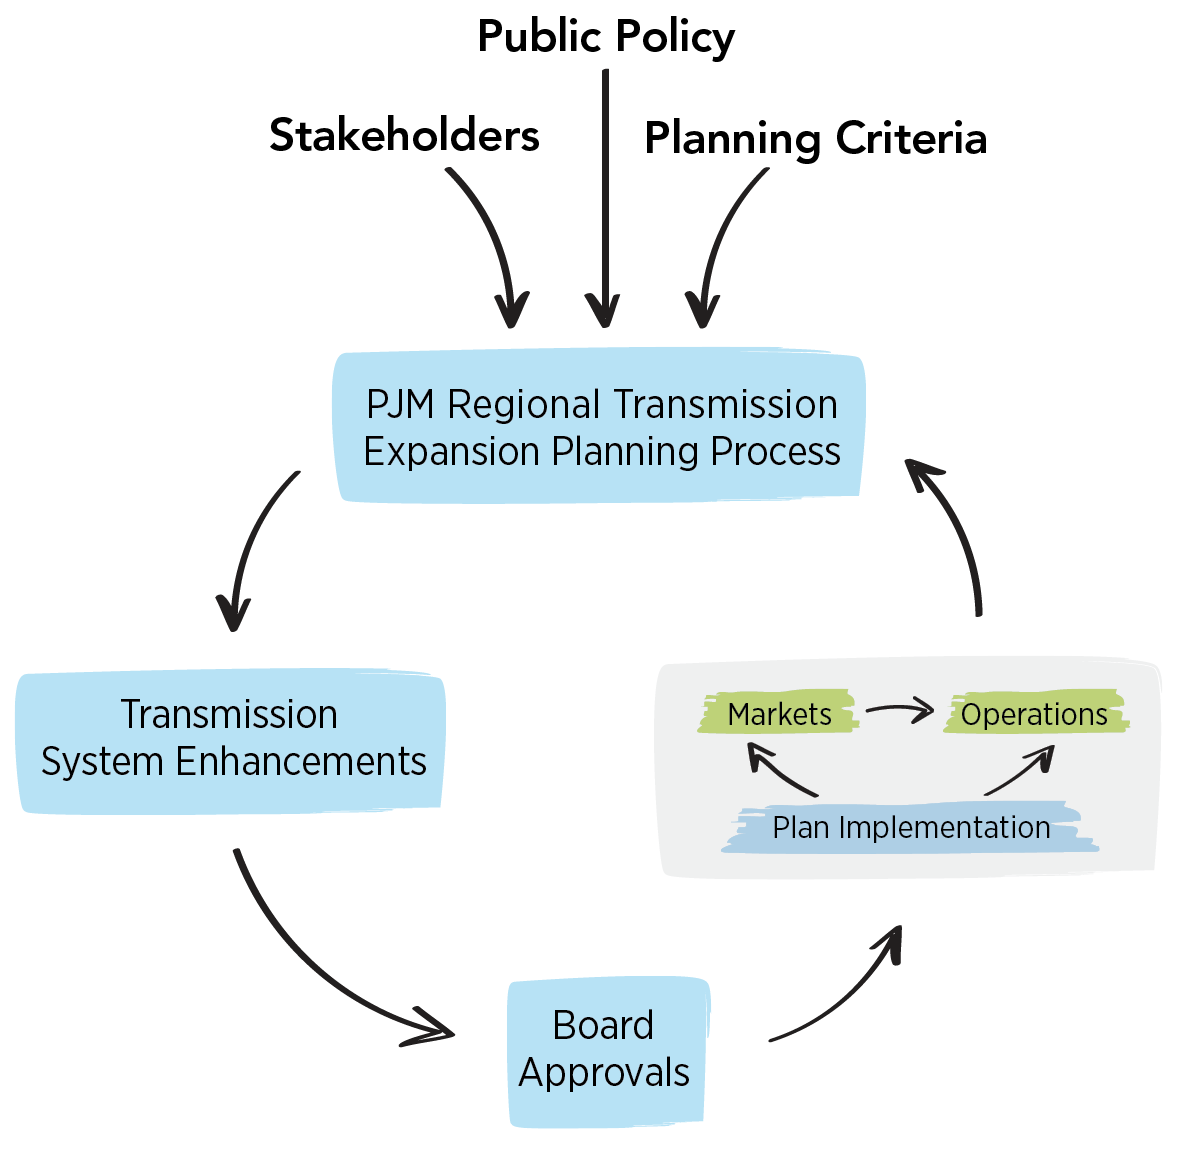 Public Policy
Stakeholders
Planning Criteria
PJM Regional Transmission
Expansion Planning Process
Transmission
System Enhancements
Markets
Operations
Plan Implementation
Board
Approvals